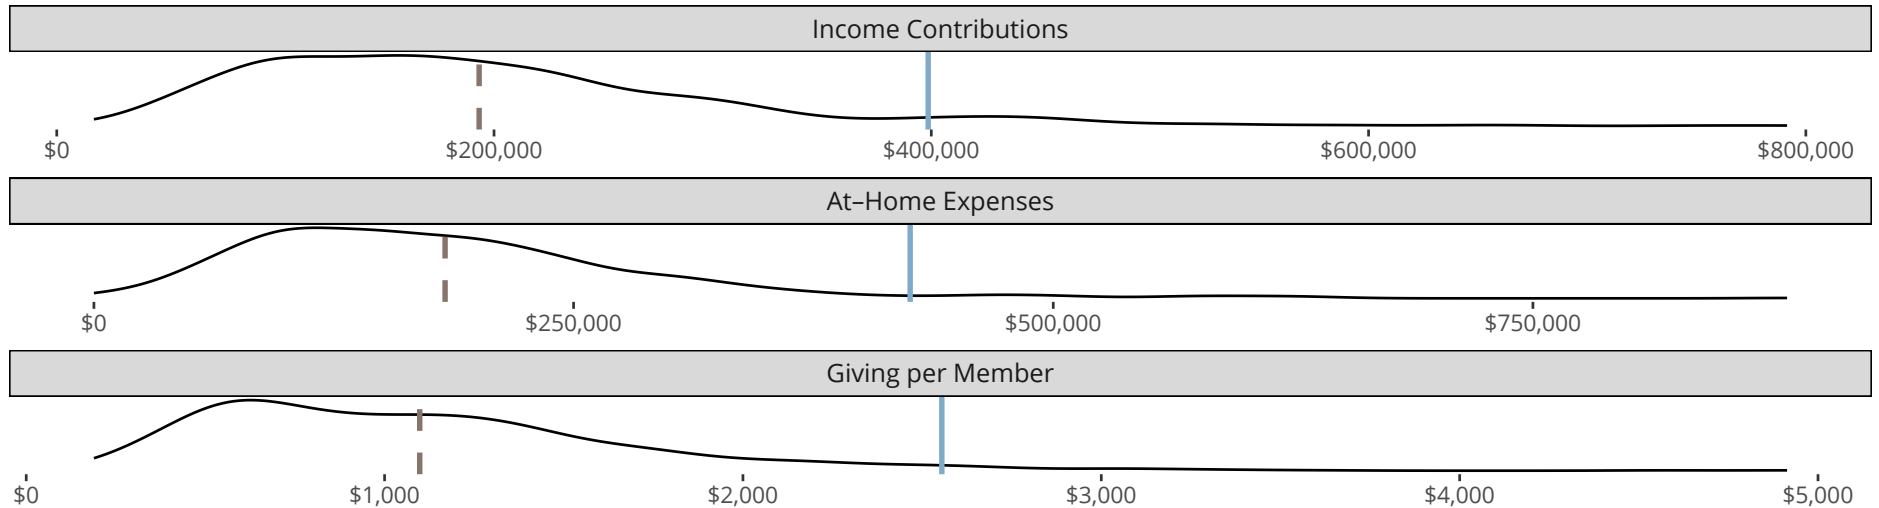 Income Contributions
$0 $200,000 $400,000 $600,000 $800,000
At–Home Expenses
$0 $250,000 $500,000 $750,000
Giving per Member
$0 $1,000 $2,000 $3,000 $4,000 $5,000